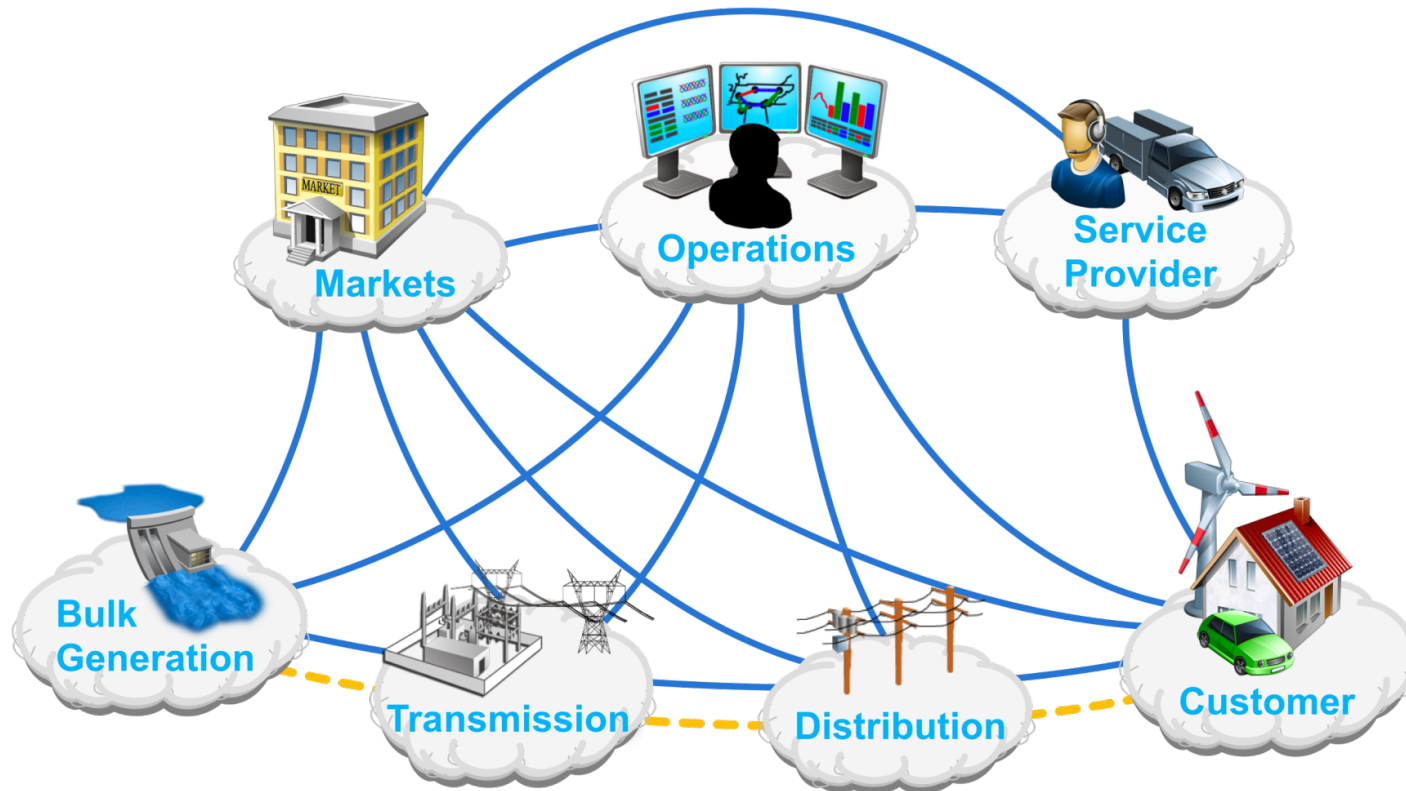 MARKET
Markets
Operations
Service
Provider
Bulk
Generation
Transmission
Distribution
Customer